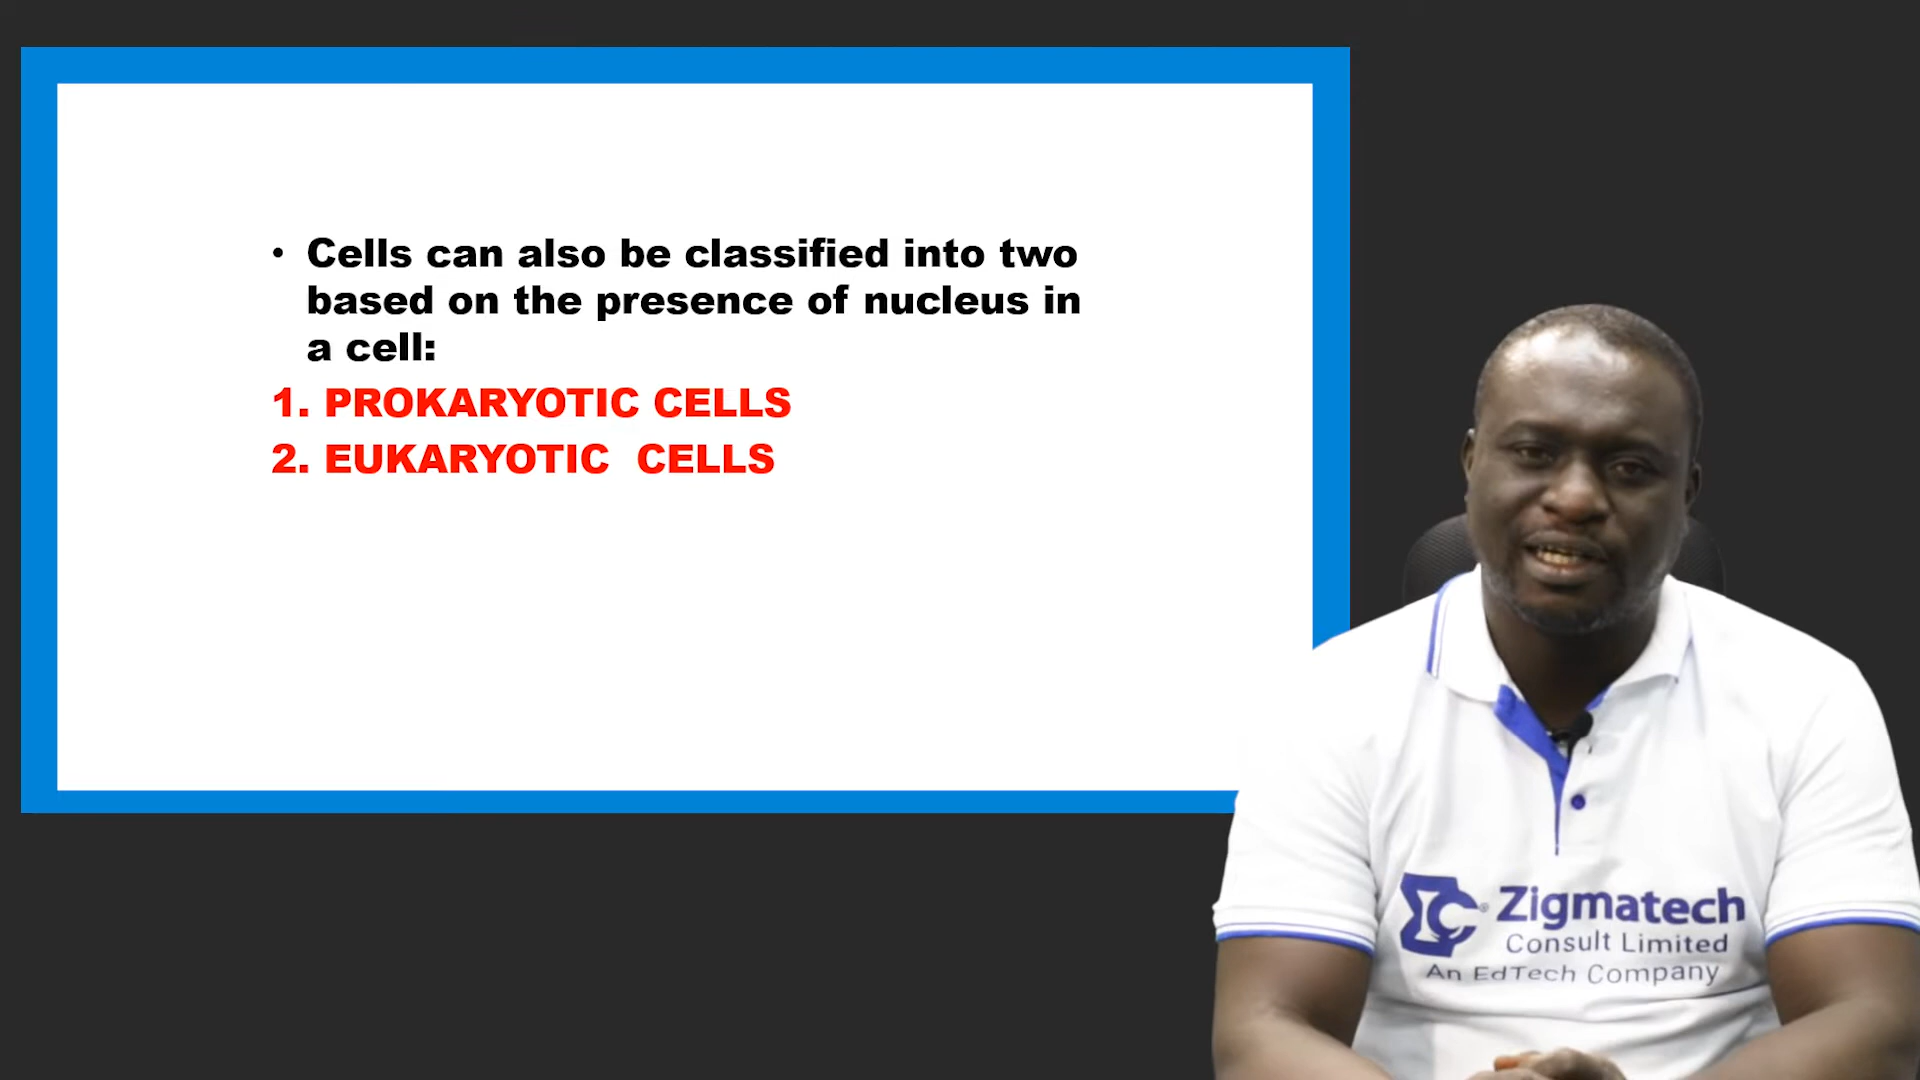 • Cells can also be classified into two
based on the presence of nucleus in
a cell:
1. PROKARYOTIC CELLS
2. EUKARYOTIC  CELLS
Zigmatech
Consult Limited
An EdTech Company